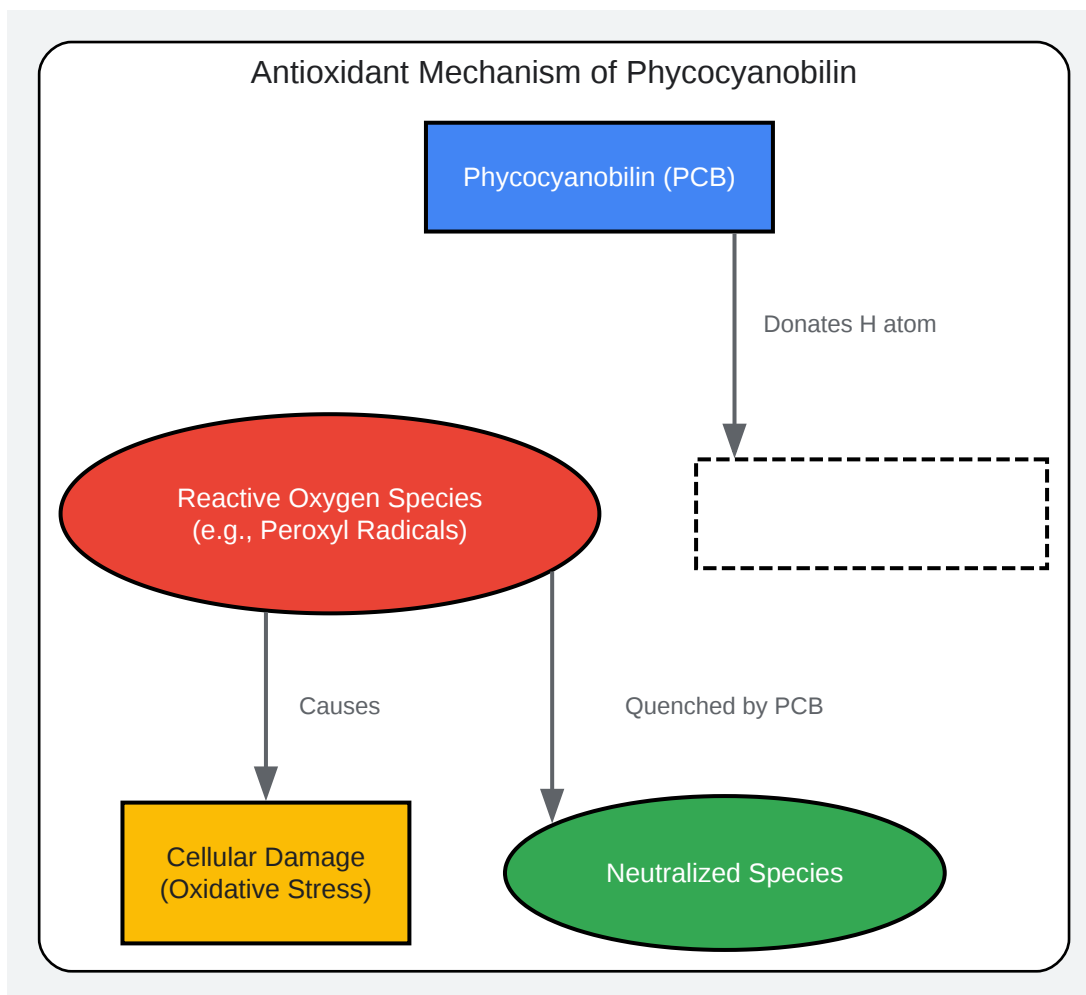 Antioxidant Mechanism of Phycocyanobilin
Phycocyanobilin (PCB)
Donates H atom
Reactive Oxygen Species
(e.g., Peroxyl Radicals)
Causes
Quenched by PCB
Cellular Damage
(Oxidative Stress)
Neutralized Species